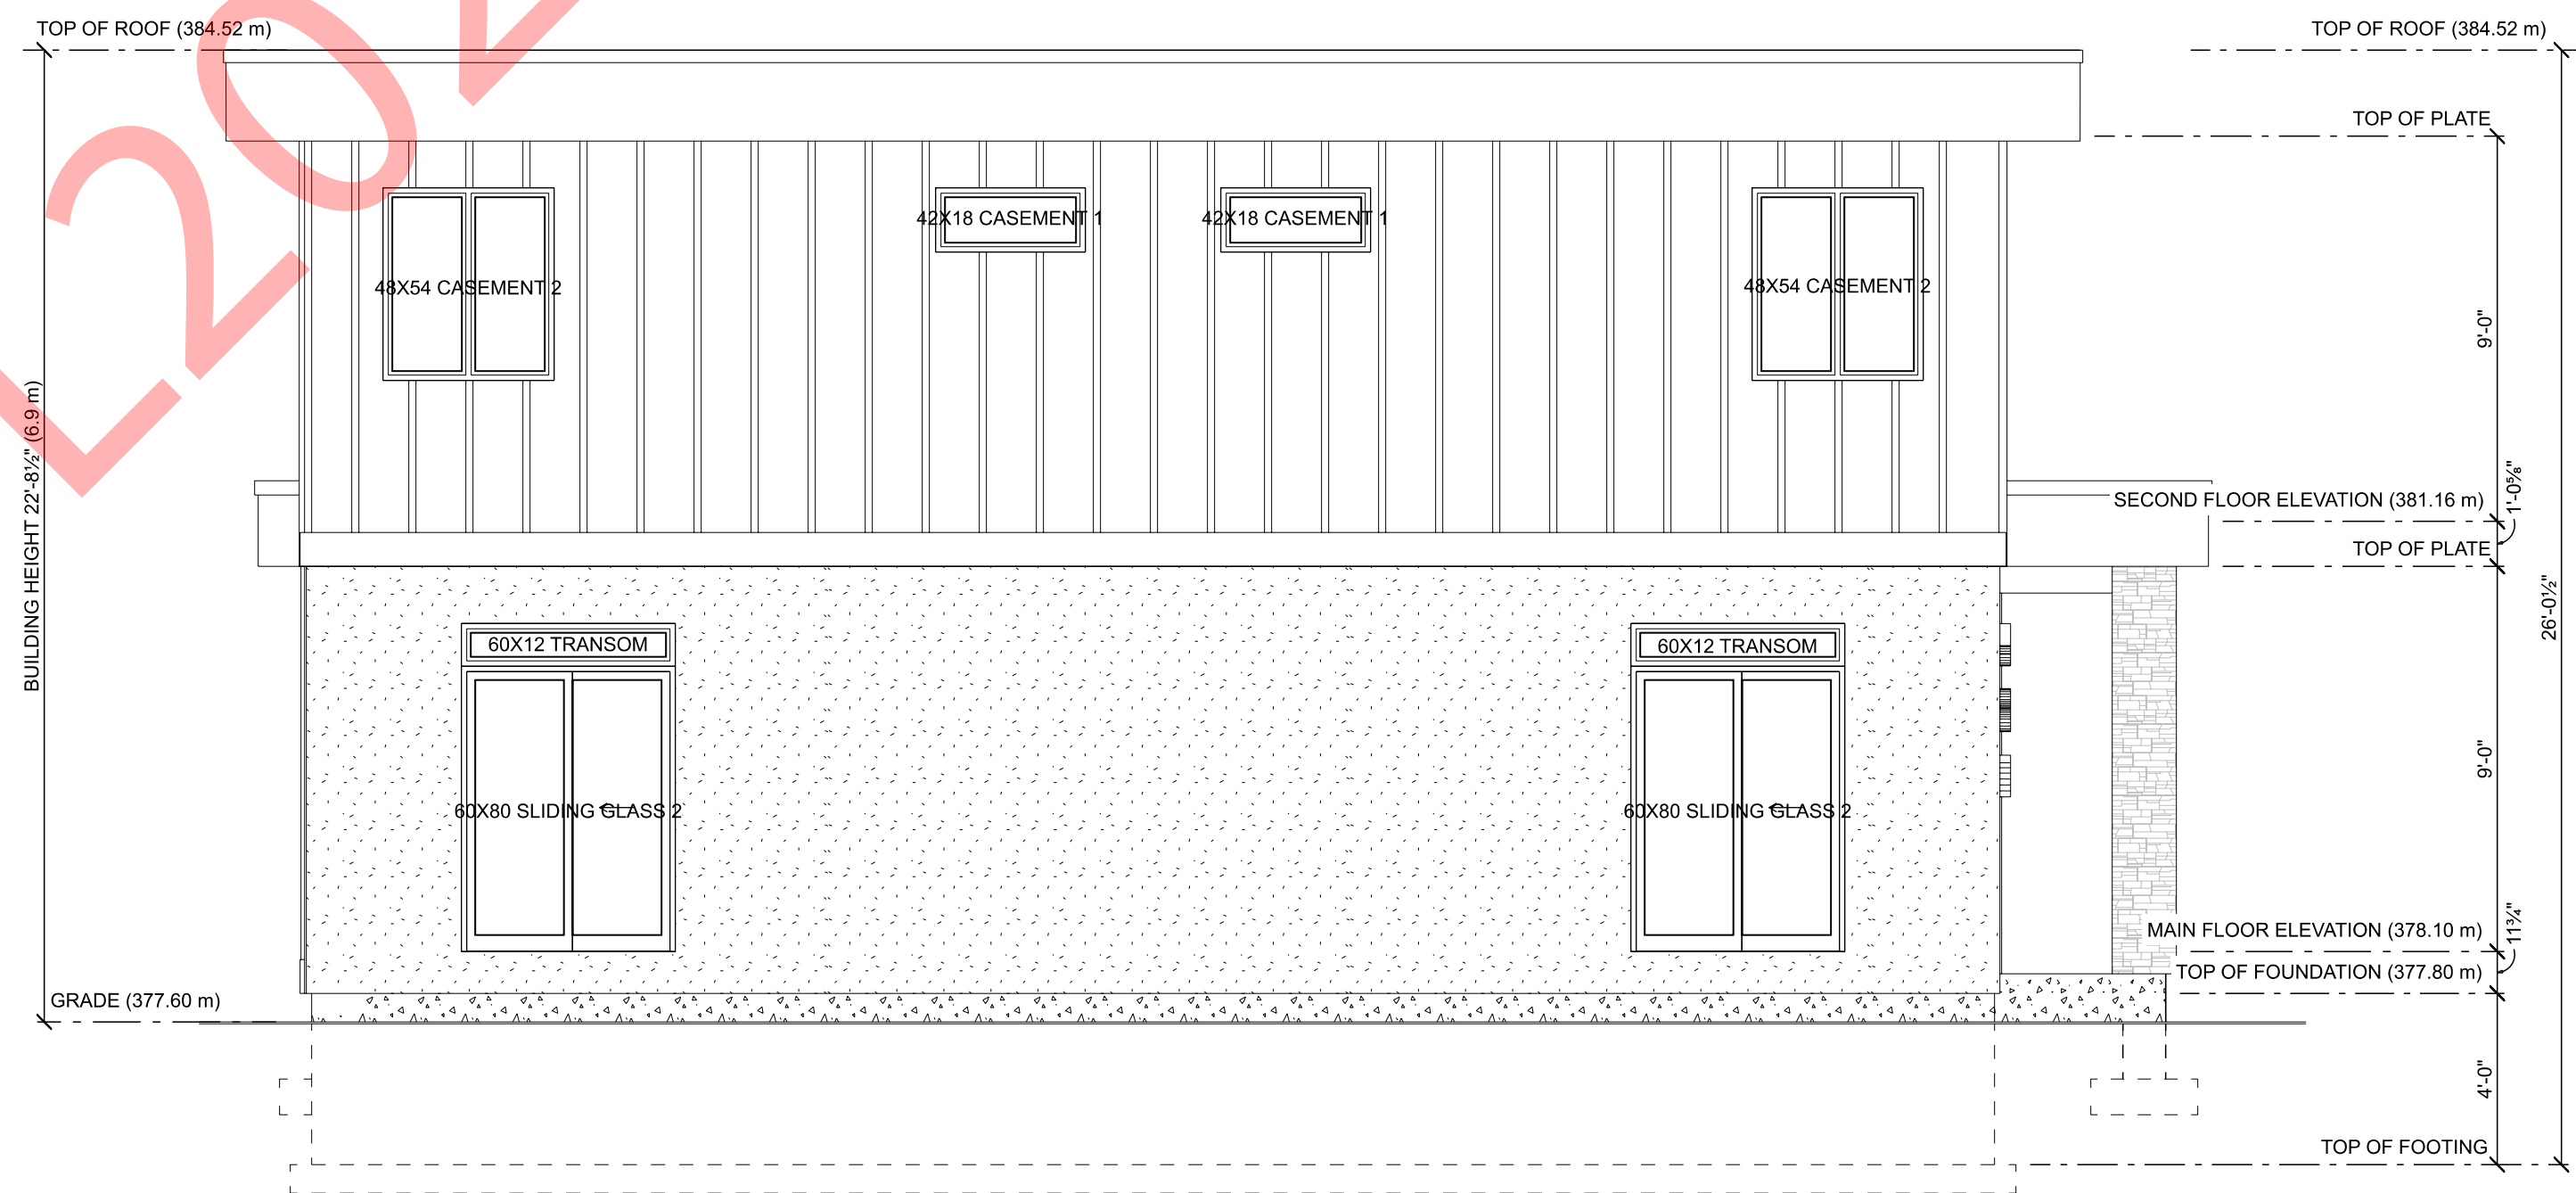 TOP OF ROOF (384.52 m)
TOP OF ROOF (384.52 m)
TOP OF PLATE
42X18 CASEMENT 1
42X18 CASEMENT 1
48X54 CASEMENT 2
48X54 CASEMENT 2
9'-0"
BUILDING HEIGHT 22'-8½" (6.9 m)
SECOND FLOOR ELEVATION (381.16 m)
1'-0⅝"
TOP OF PLATE
26'-0½"
60X12 TRANSOM
60X12 TRANSOM
9'-0"
60X80 SLIDING GLASS 2
60X80 SLIDING GLASS 2
MAIN FLOOR ELEVATION (378.10 m)
11¾"
TOP OF FOUNDATION (377.80 m)
GRADE (377.60 m)
4'-0"
TOP OF FOOTING